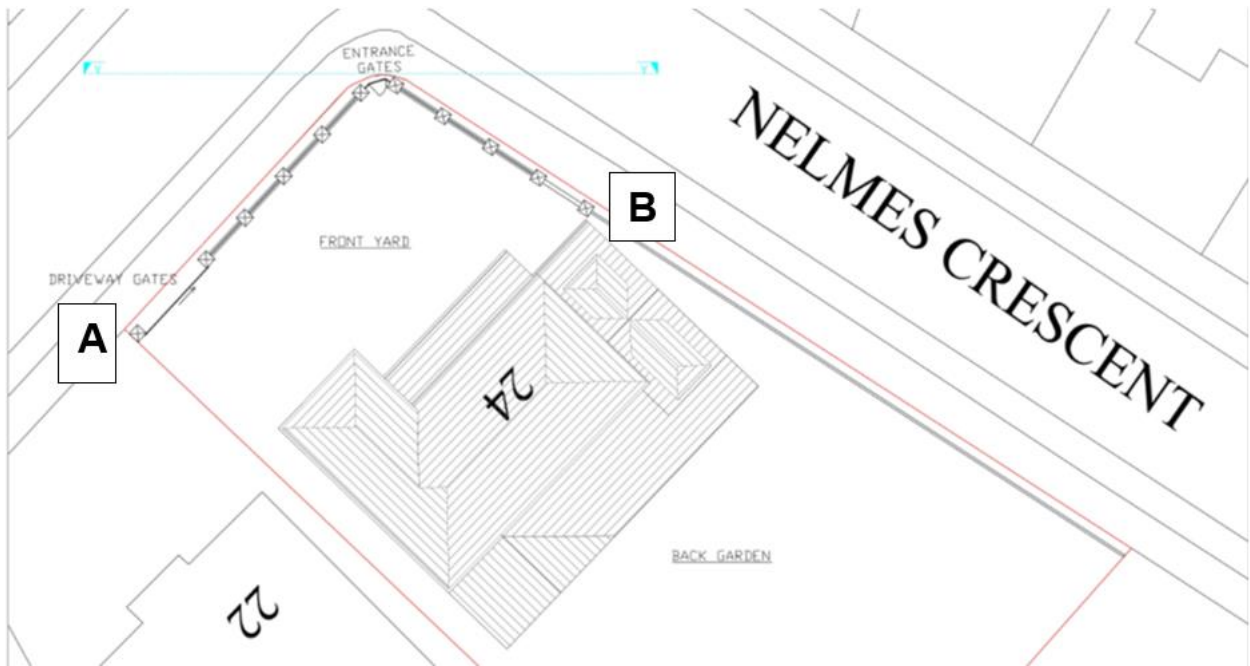 ENTRANCE
GATES
NELMES CRESCENT
B
FRONT YARD
DRIVEWAY GATES
A
24
BACK GARDEN
22